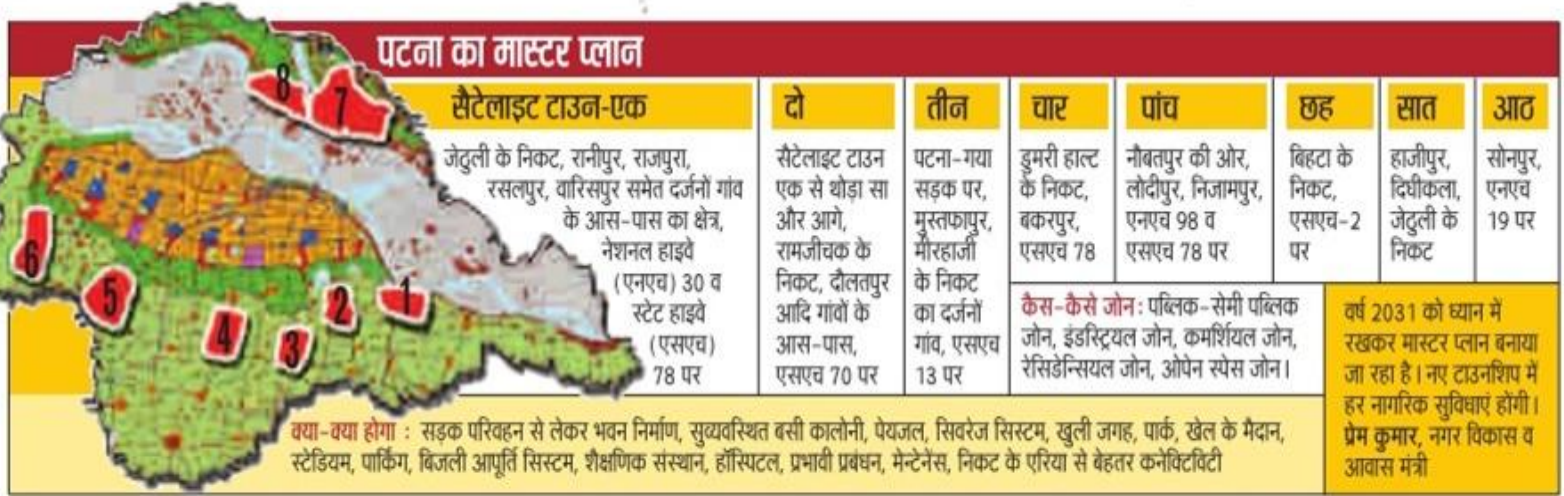 पटना का मास्टर प्लान
सैटेलाइट टाउन-एक
जेठुली के निकट, रानीपुर, राजपुरा,
रसलपुर, वारिसपुर समेत दर्जनों गांव
के आस-पास का क्षेत्र,
नेशनल हाइवे
(एनएच) 30 व
स्टेट हाइवे
(एसएच)
78 पर
दो
सैटेलाइट टाउन
एक से थोड़ा सा
और आगे,
रामजीचक के
निकट, दौलतपुर
आदि गांवों के
आस-पास,
एसएच 70 पर
तीन
पटना-गया
सड़क पर,
मुस्तफापुर,
मीरहाजी
के निकट
का दर्जनों
गांव, एसएच
13 पर
चार
डुमरी हाल्ट
के निकट,
बकरपुर,
एसएच 78
पांच
नौबतपुर की ओर,
लोदीपुर, निजामपुर,
एनएच 98 व
एसएच 78 पर
छह
बिहटा के
निकट,
एसएच-2
पर
सात
हाजीपुर,
दिघीकला,
जेठुली के
निकट
आठ
सोनपुर,
एनएच
19 पर
कैस-कैसे जोन: पब्लिक-सेमी पब्लिक
जोन, इंडस्ट्रियल जोन, कमर्शियल जोन,
रेसिडेन्सियल जोन, ओपेन स्पेस जोन।
वर्ष 2031 को ध्यान में
रखकर मास्टर प्लान बनाया
जा रहा है। नए टाउनशिप में
हर नागरिक सुविधाएं होंगी।
प्रेम कुमार, नगर विकास व
आवास मंत्री
क्या-क्या होगा : सड़क परिवहन से लेकर भवन निर्माण, सुव्यवस्थित बसी कालोनी, पेयजल, सिवरेज सिस्टम, खुली जगह, पार्क, खेल के मैदान,
स्टेडियम, पार्किंग, बिजली आपूर्ति सिस्टम, शैक्षणिक संस्थान, हॉस्पिटल, प्रभावी प्रबंधन, मेन्टेनेंस, निकट के एरिया से बेहतर कनेक्टिविटी
8
7
6
5
4
3
2
1